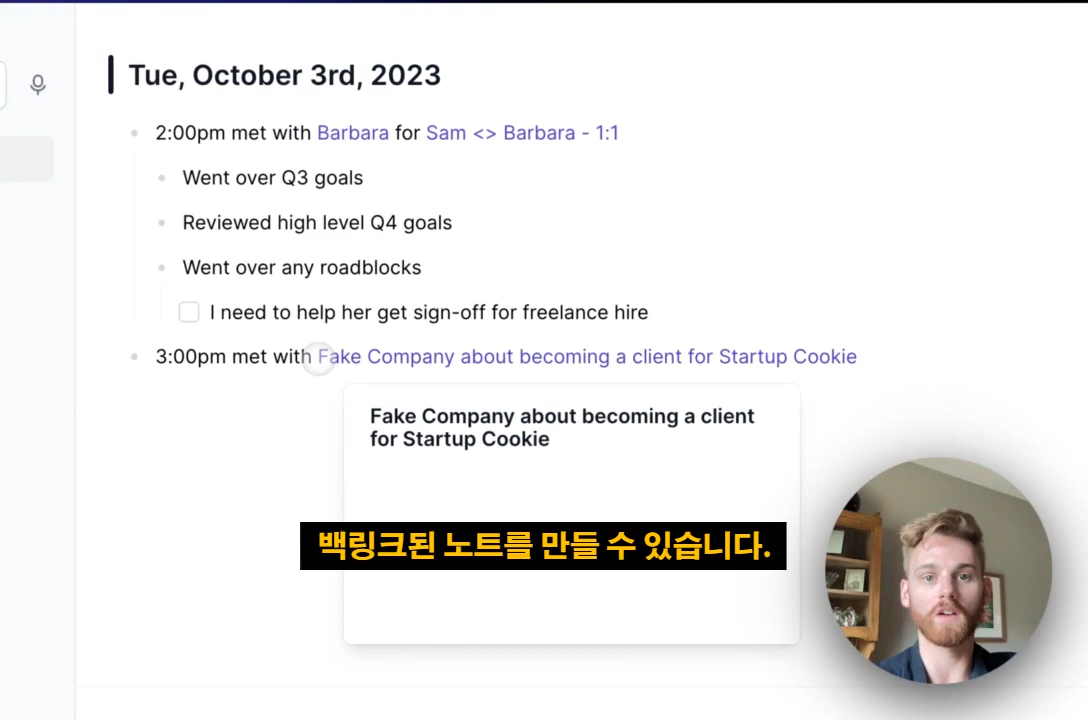 Tue, October 3rd, 2023
2:00pm met with Barbara for Sam <> Barbara - 1:1
Went over Q3 goals
Reviewed high level Q4 goals
Went over any roadblocks
I need to help her get sign-off for freelance hire
3:00pm met with Fake Company about becoming a client for Startup Cookie
Fake Company about becoming a client
for Startup Cookie
백링크된 노트를 만들 수 있습니다.